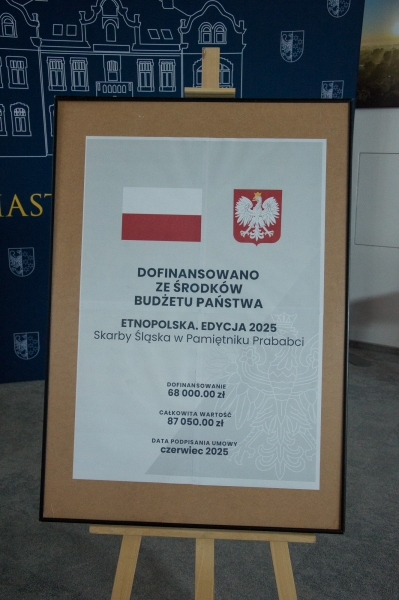 IAST
DOFINANSOWANO
ZE ŚRODKÓW
BUDŻETU PAŃSTWA
ETNOPOLSKA. EDYCJA 2025
Skarby Śląska w Pamiętniku Prababci
DOFINANSOWANIE
68 000.00 zł
CAŁKOWITA WARTOŚĆ
87 050.00 zł
DATA PODPISANIA UMOWY
czerwiec 2025